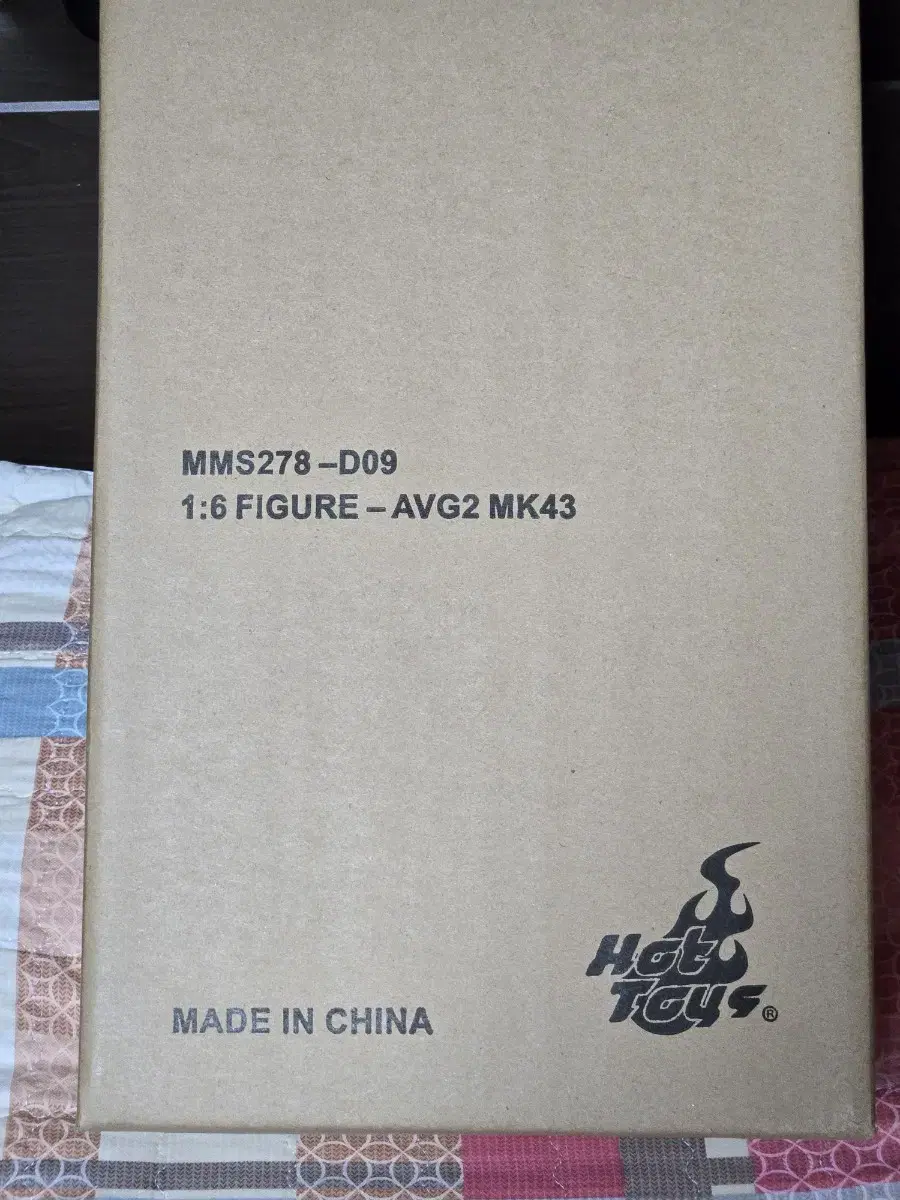 MMS278 –D09
1:6 FIGURE – AVG2 MK43
Hot
Toys®
MADE IN CHINA